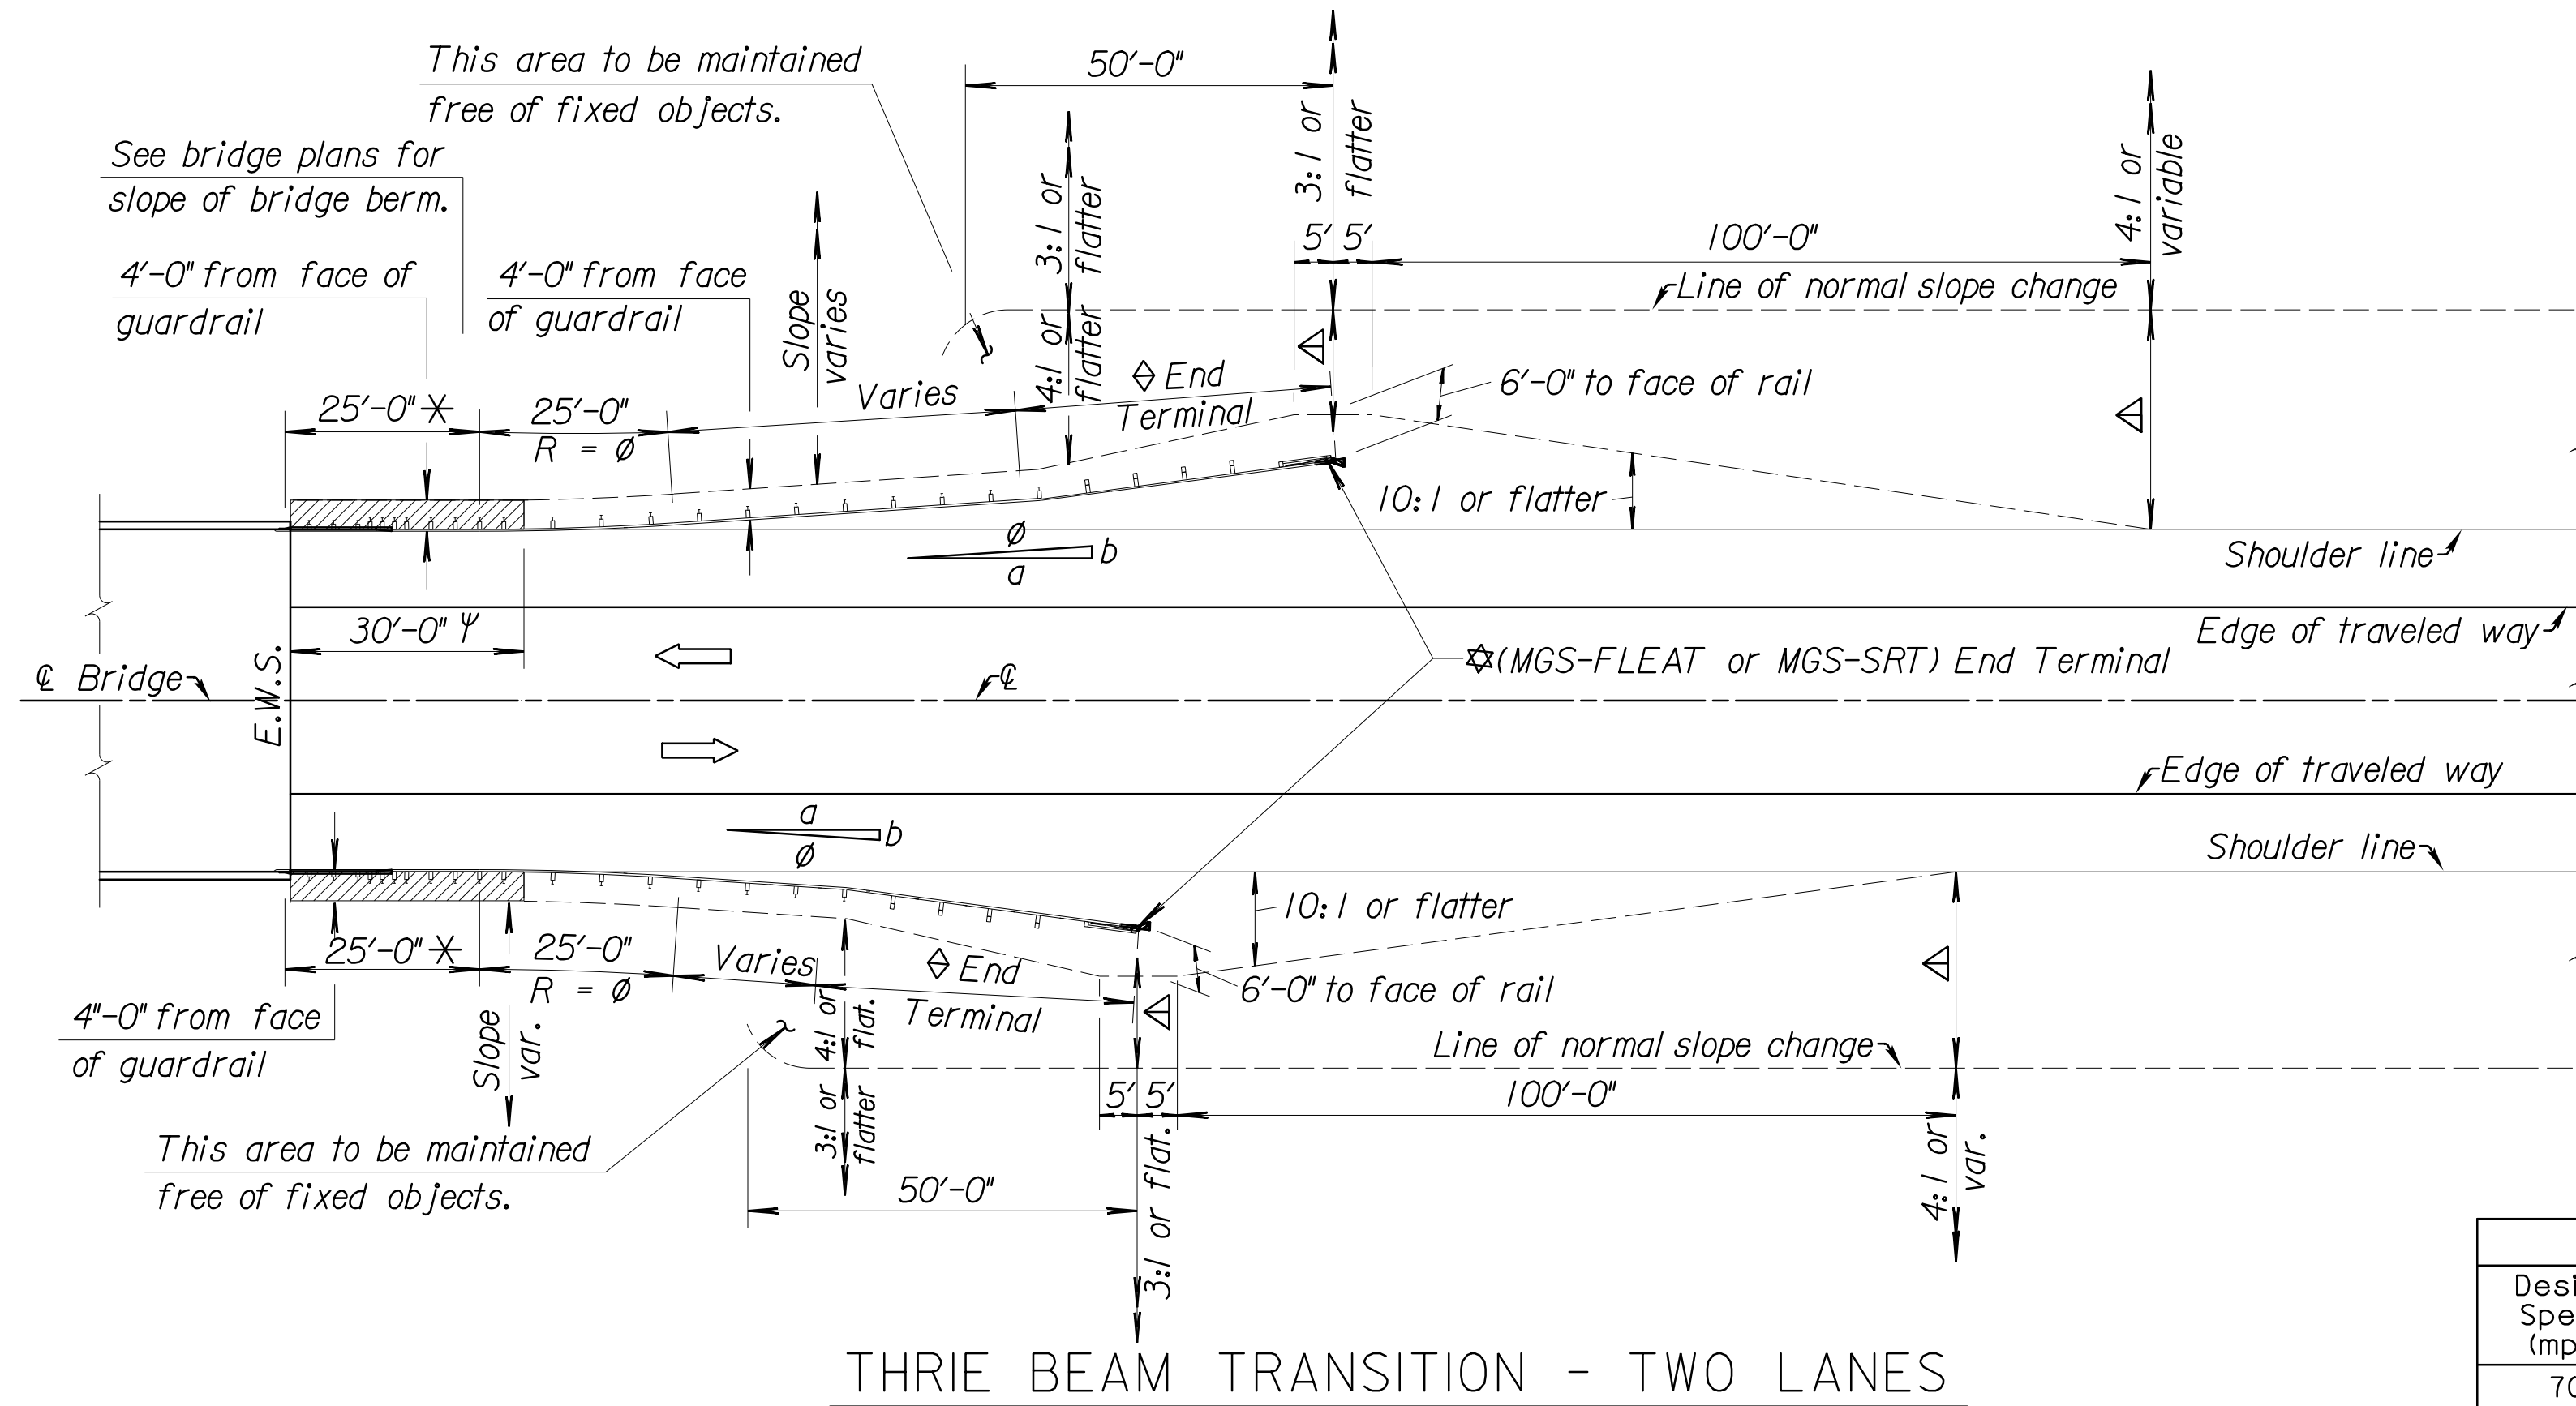 This area to be maintained
free of fixed objects.
50'-0"
3:1 or
flatter
4:1 or
variable
See bridge plans for
slope of bridge berm.
3:1 or
flatter
5' 5'
100'-0"
4'-0" from face of
guardrail
4'-0" from face
of guardrail
Slope
varies
4:1 or
flatter
Line of normal slope change
Varies
End
Terminal
6'-0" to face of rail
25'-0" *
25'-0"
R = ø
10:1 or flatter
ø
a
b
Shoulder line
30'-0" Ψ
Edge of traveled way
℄ Bridge
E.W.S.
℄
✡(MGS-FLEAT or MGS-SRT) End Terminal
Edge of traveled way
a
b
ø
Shoulder line
10:1 or flatter
25'-0" *
25'-0"
R = ø
Varies
End
Terminal
6'-0" to face of rail
4"-0" from face
of guardrail
Slope
var.
4:1 or
flat.
Line of normal slope change
3:1 or
flatter
5' 5'
100'-0"
This area to be maintained
free of fixed objects.
50'-0"
3:1 or flat.
4:1 or
var.
THRIE BEAM TRANSITION - TWO LANES
Desi
Spe
(mp
70